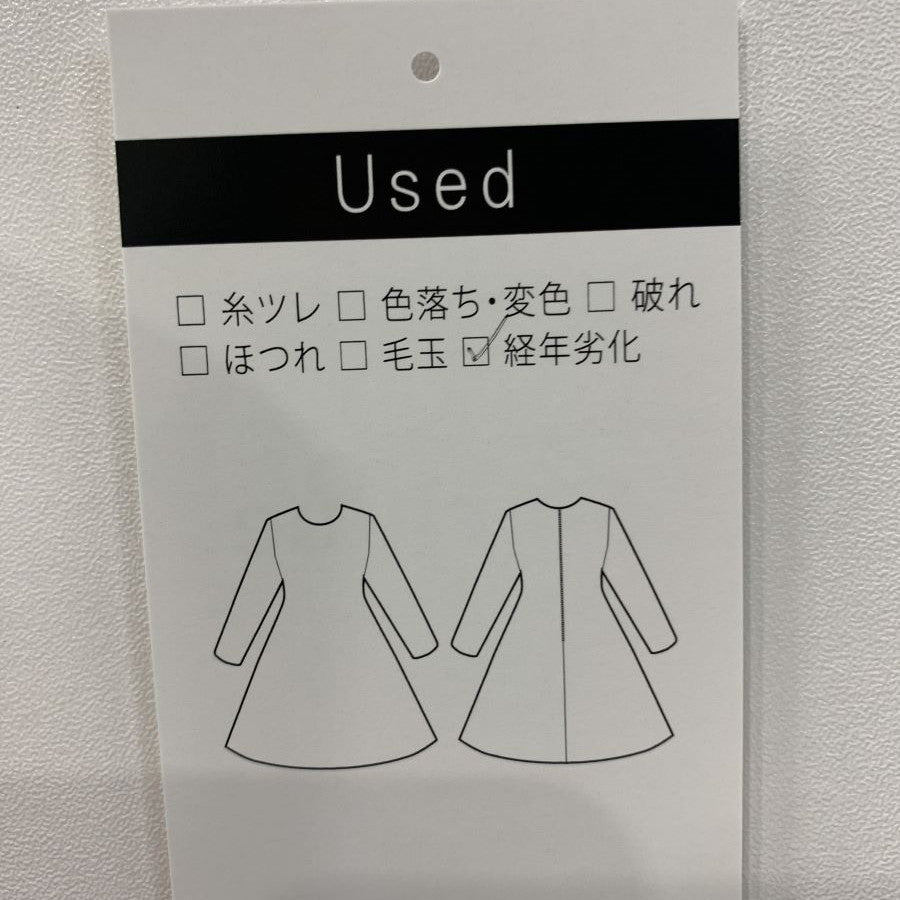 Used
□ 糸ツレ □ 色落ち・変色 □ 破れ
□ ほつれ □ 毛玉 ☑ 経年劣化